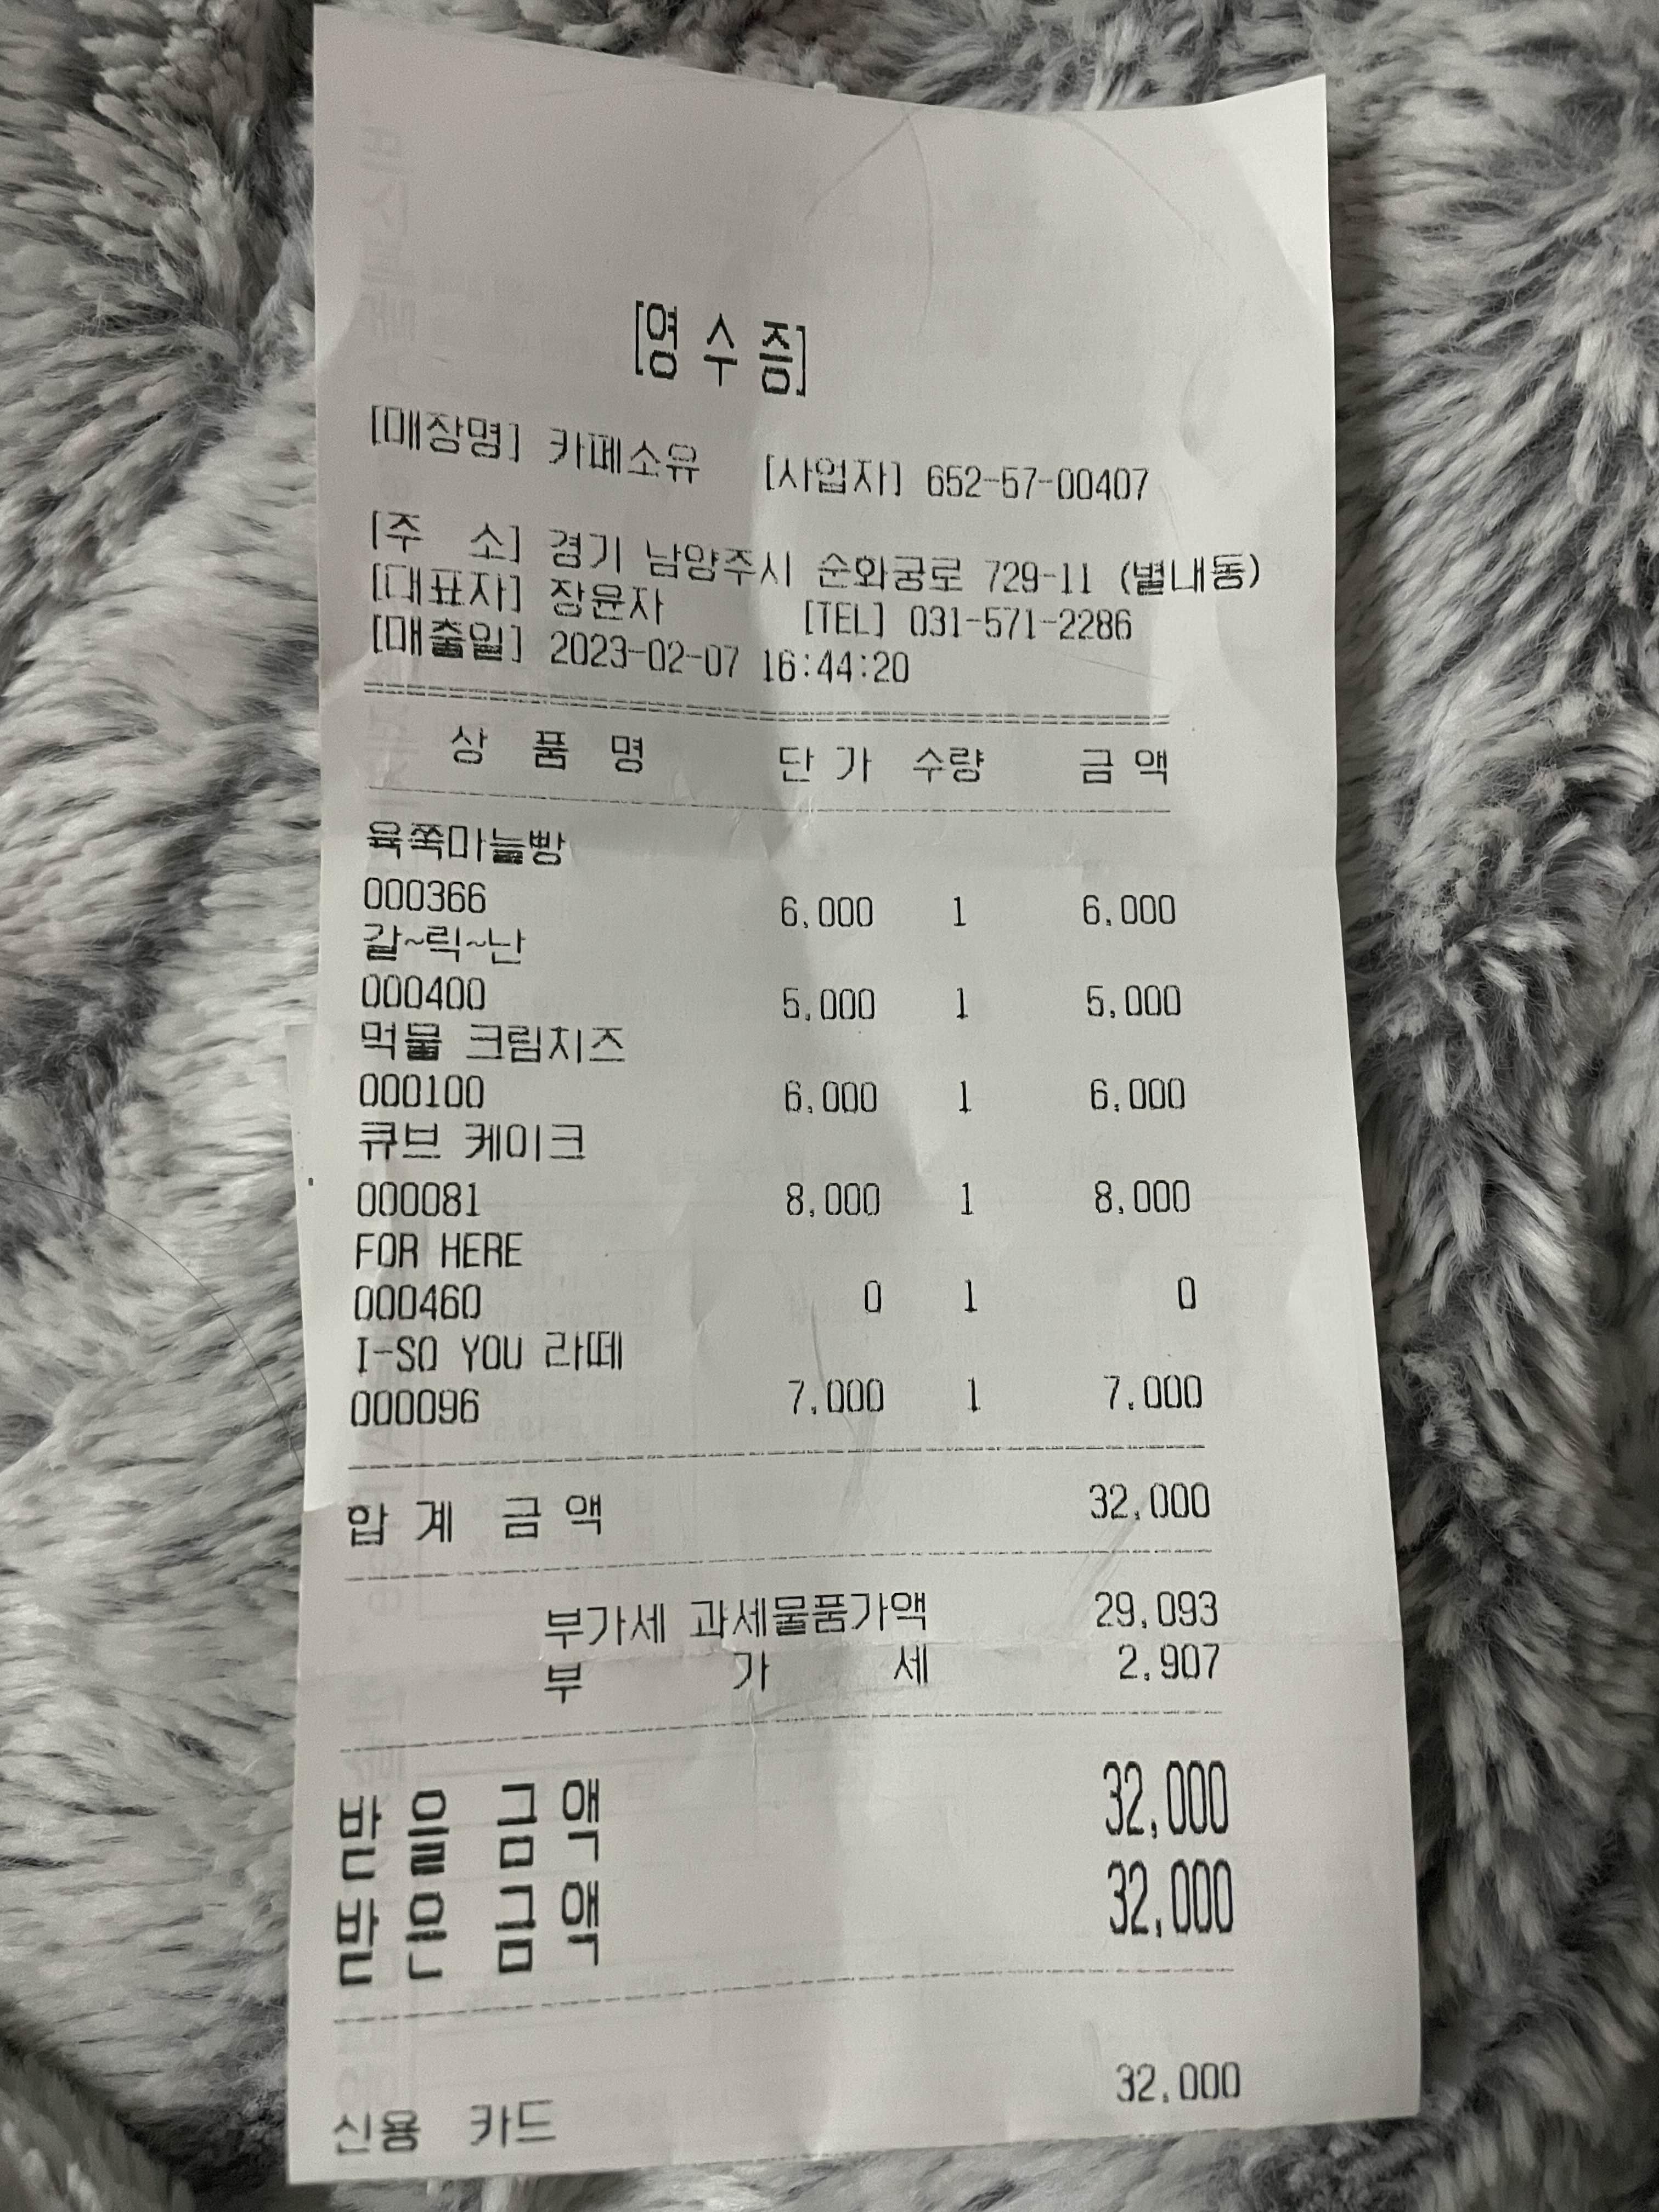 [영 수 증]
[매장명] 카페소유 [사업자] 652-57-00407
[주 소] 경기 남양주시 순화궁로 729-11 (별내동)
[대표자] 장윤자 [TEL] 031-571-2286
[매출일] 2023-02-07 16:44:20
상 품 명 단 가 수량 금 액
육쪽마늘빵
000366 6,000 1 6,000
갈~릭~난
000400 5,000 1 5,000
먹물 크림치즈
000100 6,000 1 6,000
큐브 케이크
000081 8,000 1 8,000
FOR HERE
000460 0 1 0
I-SO YOU 라떼
000096 7,000 1 7,000
합 계 금 액 32,000
부가세 과세물품가액 29,093
부 가 세 2,907
받 을 금 액 32,000
받 은 금 액 32,000
신용 카드 32,000